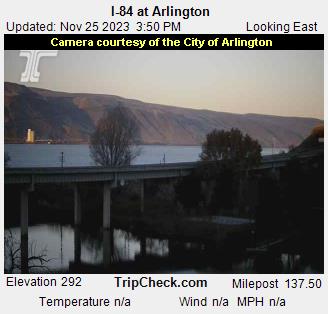 I-84 at Arlington
Updated: Nov 25 2023 3:50 PM Looking East
Camera courtesy of the City of Arlington
Elevation 292 TripCheck.com Milepost 137.50
Temperature n/a Wind n/a MPH n/a